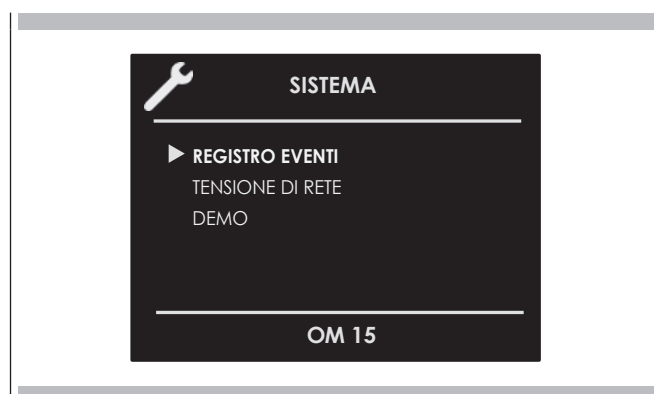 SISTEMA
REGISTRO EVENTI
TENSIONE DI RETE
DEMO
OM 15